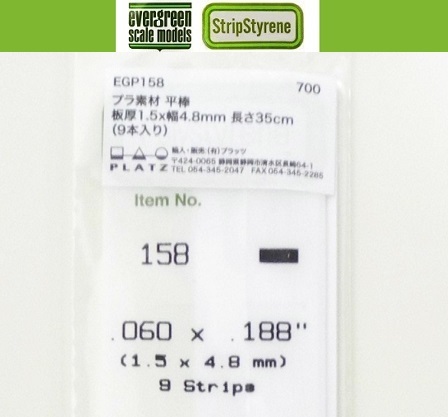 evergreen
scale models
StripStyrene
EGP158 700
プラ素材 平棒
板厚1.5x幅4.8mm 長さ35cm
(9本入り)
輸入・販売:(有)プラッツ
〒424-0065 静岡県静岡市清水区長崎64-1
PLATZ TEL 054-345-2047 FAX 054-345-2285
Item No.
158
.060 x .188"
(1.5 x 4.8 mm)
9 Strips